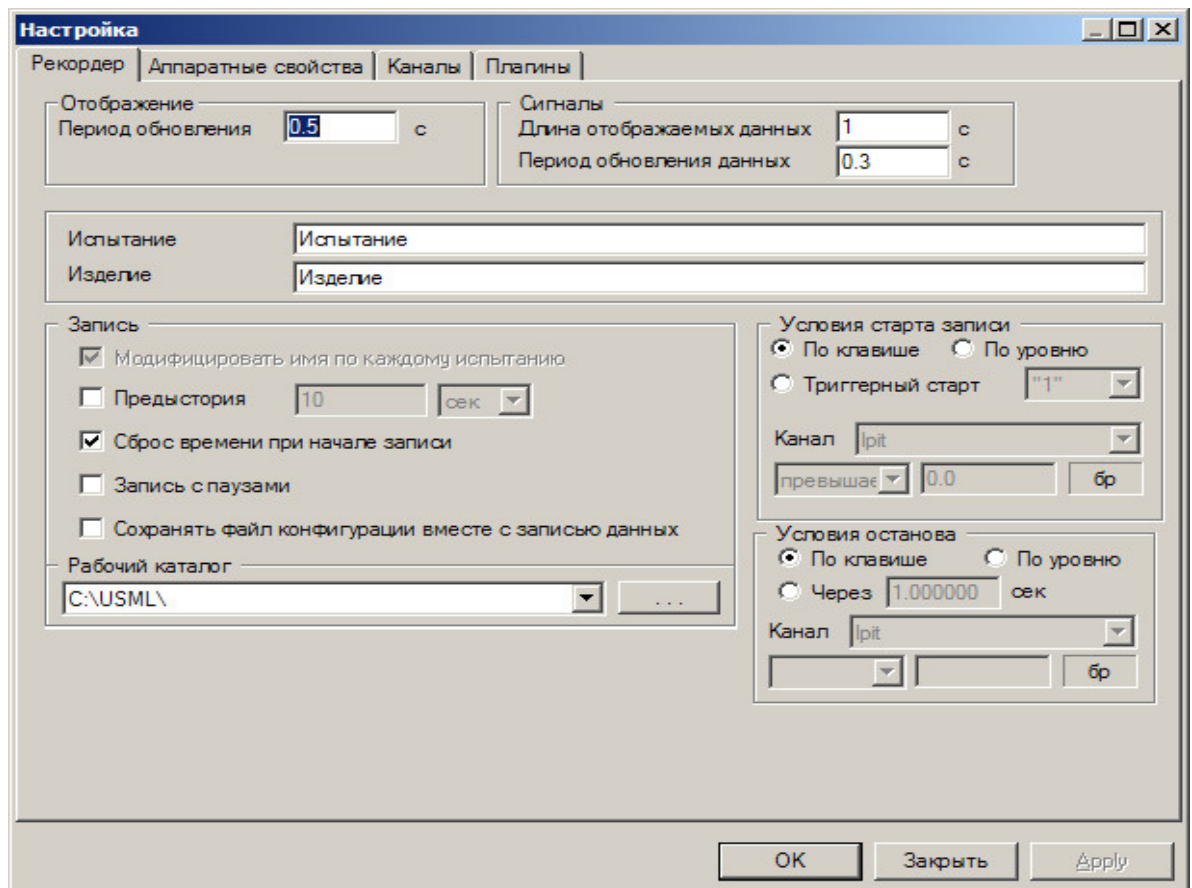 Настройка
Рекордер Аппаратные свойства Каналы Плагины
Отображение
Период обновления 0.5 с
Сигналы
Длина отображаемых данных 1 с
Период обновления данных 0.3 с
Испытание Испытание
Изделие Изделие
Запись
Модифицировать имя по каждому испытанию
Предыстория 10 сек
Сброс времени при начале записи
Запись с паузами
Сохранять файл конфигурации вместе с записью данных
Рабочий каталог
C:\USML\ ...
Условия старта записи
По клавише По уровню
Триггерный старт "1"
Канал Ipit
превышае 0.0 бр
Условия останова
По клавише По уровню
Через 1.000000 сек
Канал Ipit
бр
OK Закрыть Apply